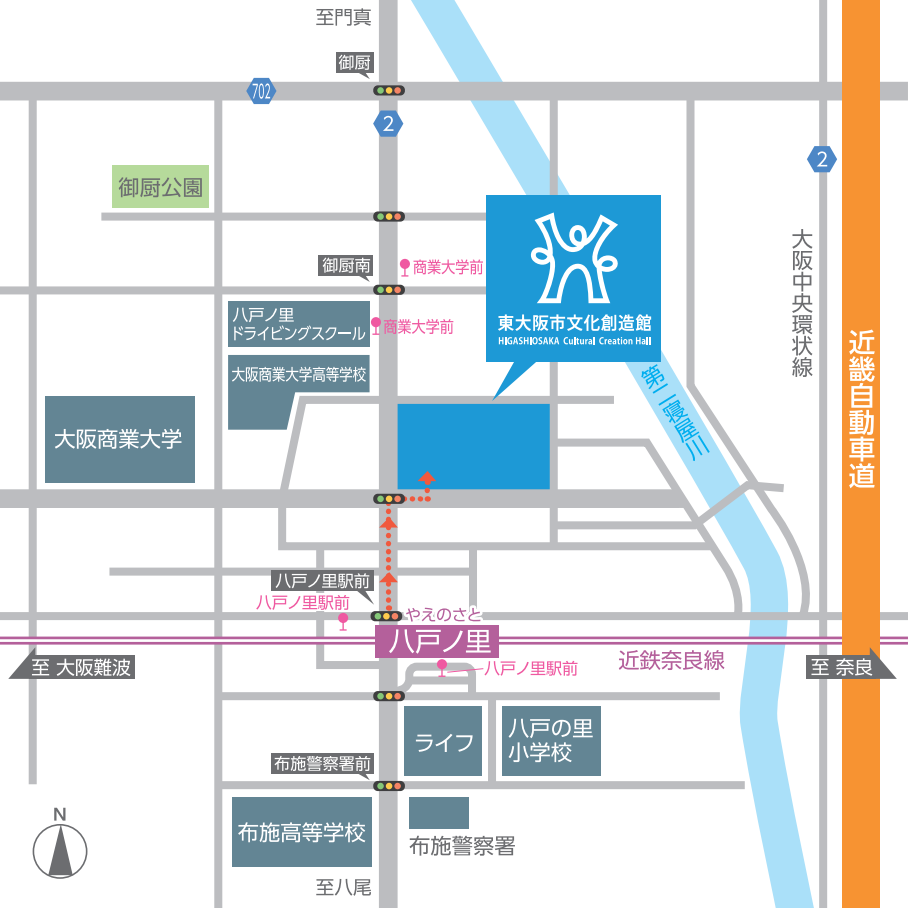 至門真
御厨
702
2
2
御厨公園
大阪中央環状線
御厨南
商業大学前
八戸ノ里
ドライビングスクール
商業大学前
東大阪市文化創造館
HIGASHIOSAKA Cultural Creation Hall
近畿自動車道
大阪商業大学高等学校
第二寝屋川
大阪商業大学
八戸ノ里駅前
八戸ノ里駅前
やえのさと
八戸ノ里
近鉄奈良線
至 大阪難波
至 奈良
八戸ノ里駅前
ライフ
八戸の里
小学校
布施警察署前
布施高等学校
布施警察署
N
至八尾